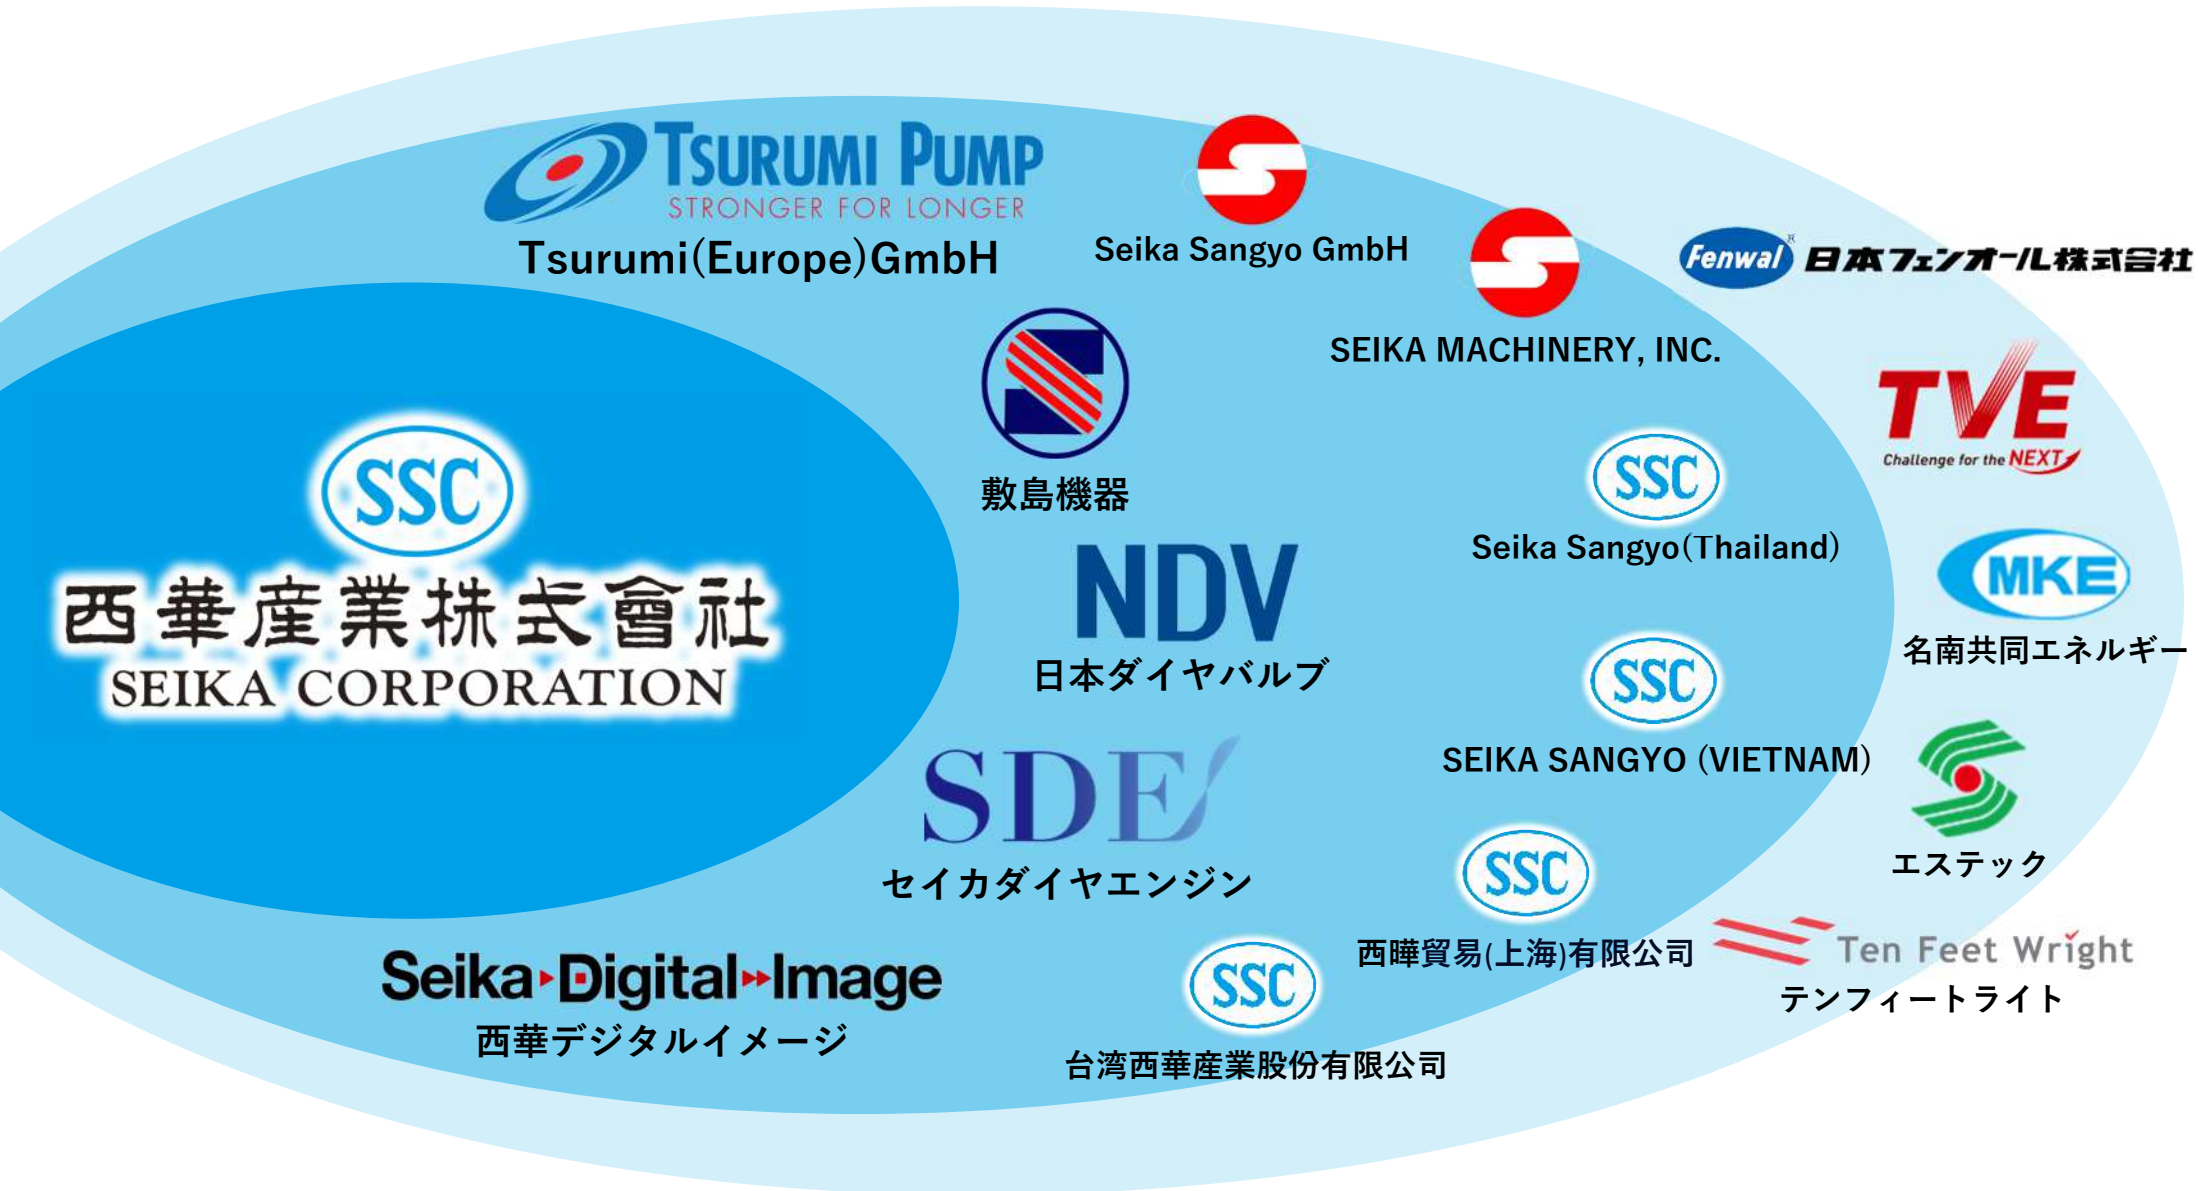 TSURUMI PUMP
STRONGER FOR LONGER
Tsurumi(Europe)GmbH
Seika Sangyo GmbH
SEIKA MACHINERY, INC.
Fenwal® 日本フェンオール株式会社
TVE
Challenge for the NEXT
敷島機器
SSC
西華産業株式會社
SEIKA CORPORATION
SSC
Seika Sangyo(Thailand)
MKE
名南共同エネルギー
NDV
日本ダイヤバルブ
SSC
SEIKA SANGYO (VIETNAM)
SDE
セイカダイヤエンジン
エステック
SSC
西曄貿易(上海)有限公司
Ten Feet Wright
テンフィートライト
Seika Digital Image
西華デジタルイメージ
SSC
台湾西華産業股份有限公司